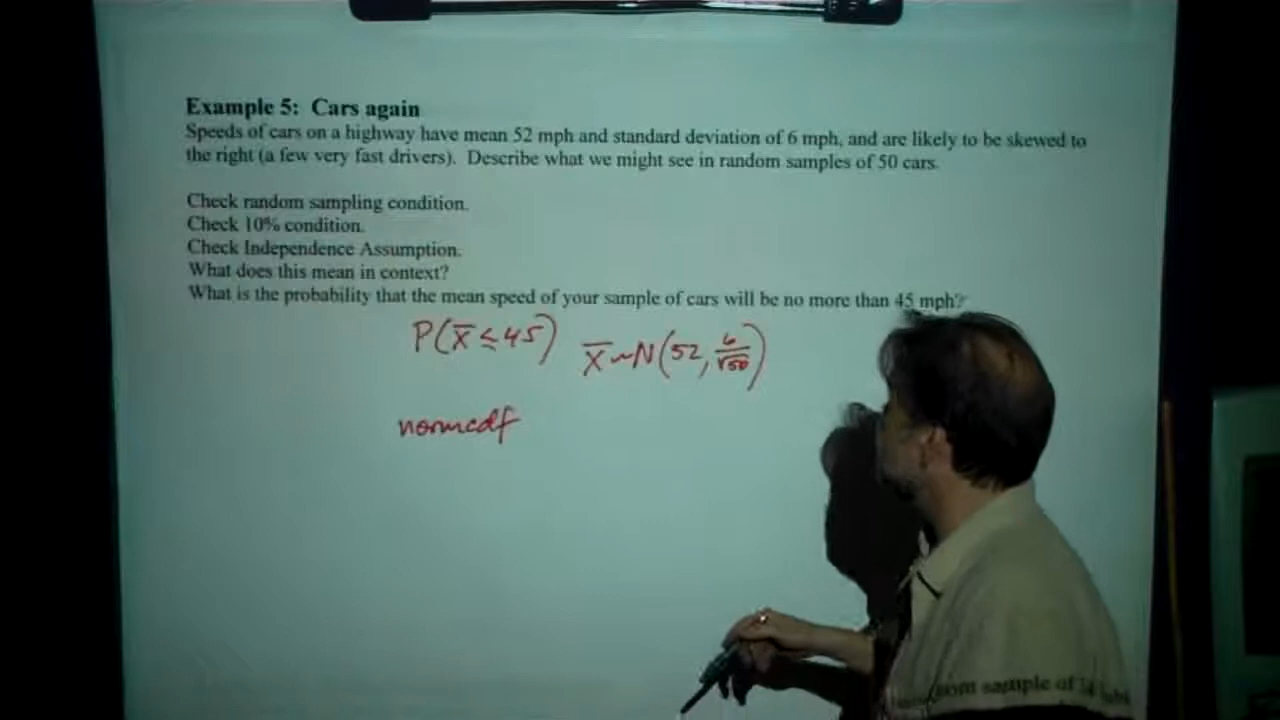 Example 5: Cars again
Speeds of cars on a highway have mean 52 mph and standard deviation of 6 mph, and are likely to be skewed to
the right (a few very fast drivers). Describe what we might see in random samples of 50 cars.
Check random sampling condition.
Check 10% condition.
Check Independence Assumption.
What does this mean in context?
What is the probability that the mean speed of your sample of cars will be no more than 45 mph?
P(x̄ ≤ 45) x̄ ~ N(52, 6/√50)
normcdf
sample of